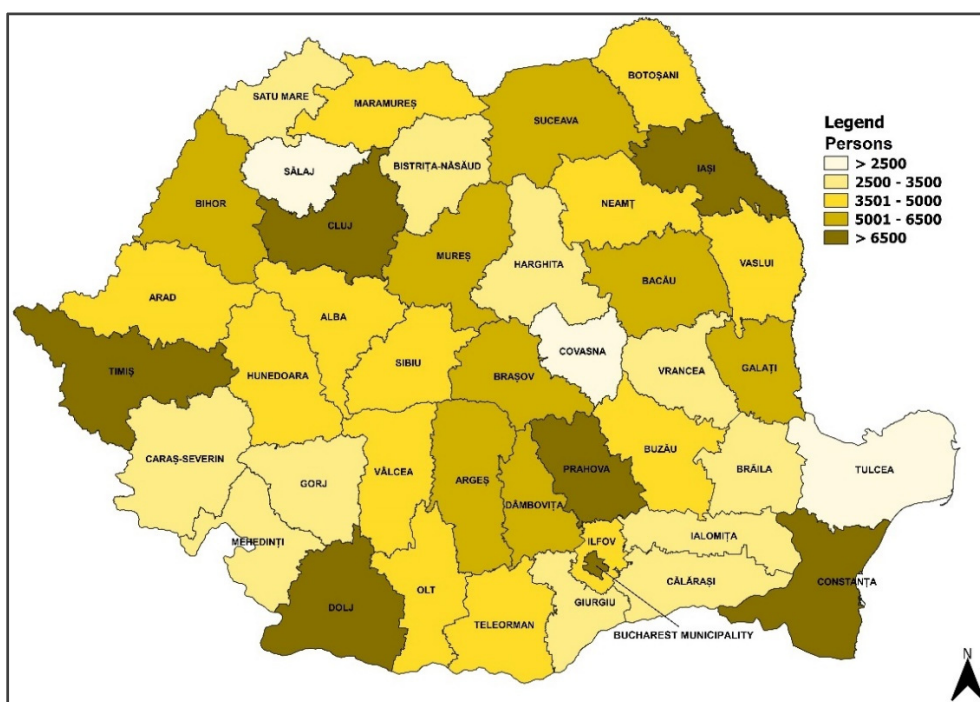 BOTOȘANI
SATU MARE
MARAMUREȘ
SUCEAVA
Legend
Persons
> 2500
2500 - 3500
3501 - 5000
5001 - 6500
> 6500
SĂLAJ
BISTRIȚA-NĂSĂUD
IAȘI
BIHOR
NEAMȚ
CLUJ
MUREȘ
HARGHITA
VASLUI
BACĂU
ARAD
ALBA
COVASNA
SIBIU
TIMIȘ
HUNEDOARA
BRAȘOV
VRANCEA
GALAȚI
CARAȘ-SEVERIN
GORJ
VÂLCEA
ARGEȘ
PRAHOVA
BUZĂU
BRĂILA
TULCEA
DÂMBOVIȚA
MEHEDINȚI
ILFOV
IALOMIȚA
CĂLĂRAȘI
CONSTANȚA
DOLJ
OLT
GIURGIU
TELEORMAN
BUCHAREST MUNICIPALITY
N